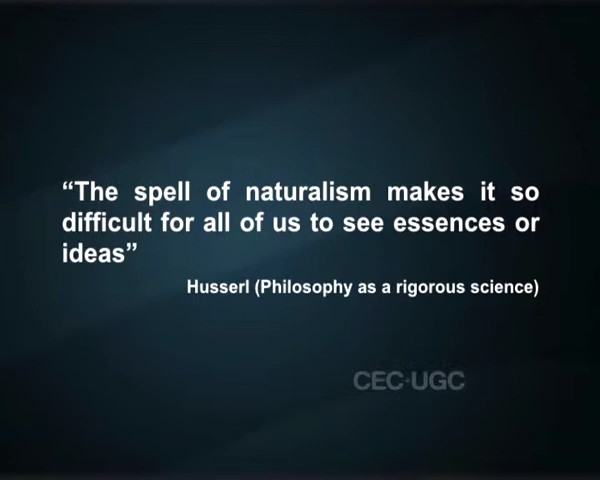 “The spell of naturalism makes it so
difficult for all of us to see essences or
ideas”
Husserl (Philosophy as a rigorous science)
CEC·UGC